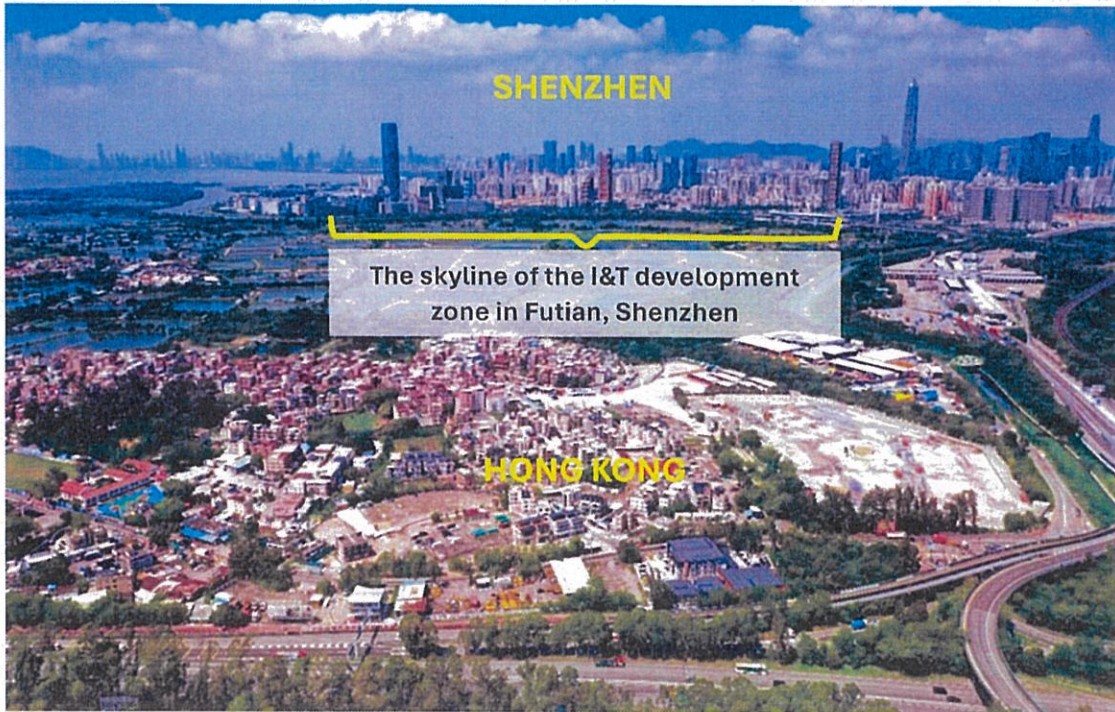 SHENZHEN
The skyline of the I&T development
zone in Futian, Shenzhen
HONG KONG